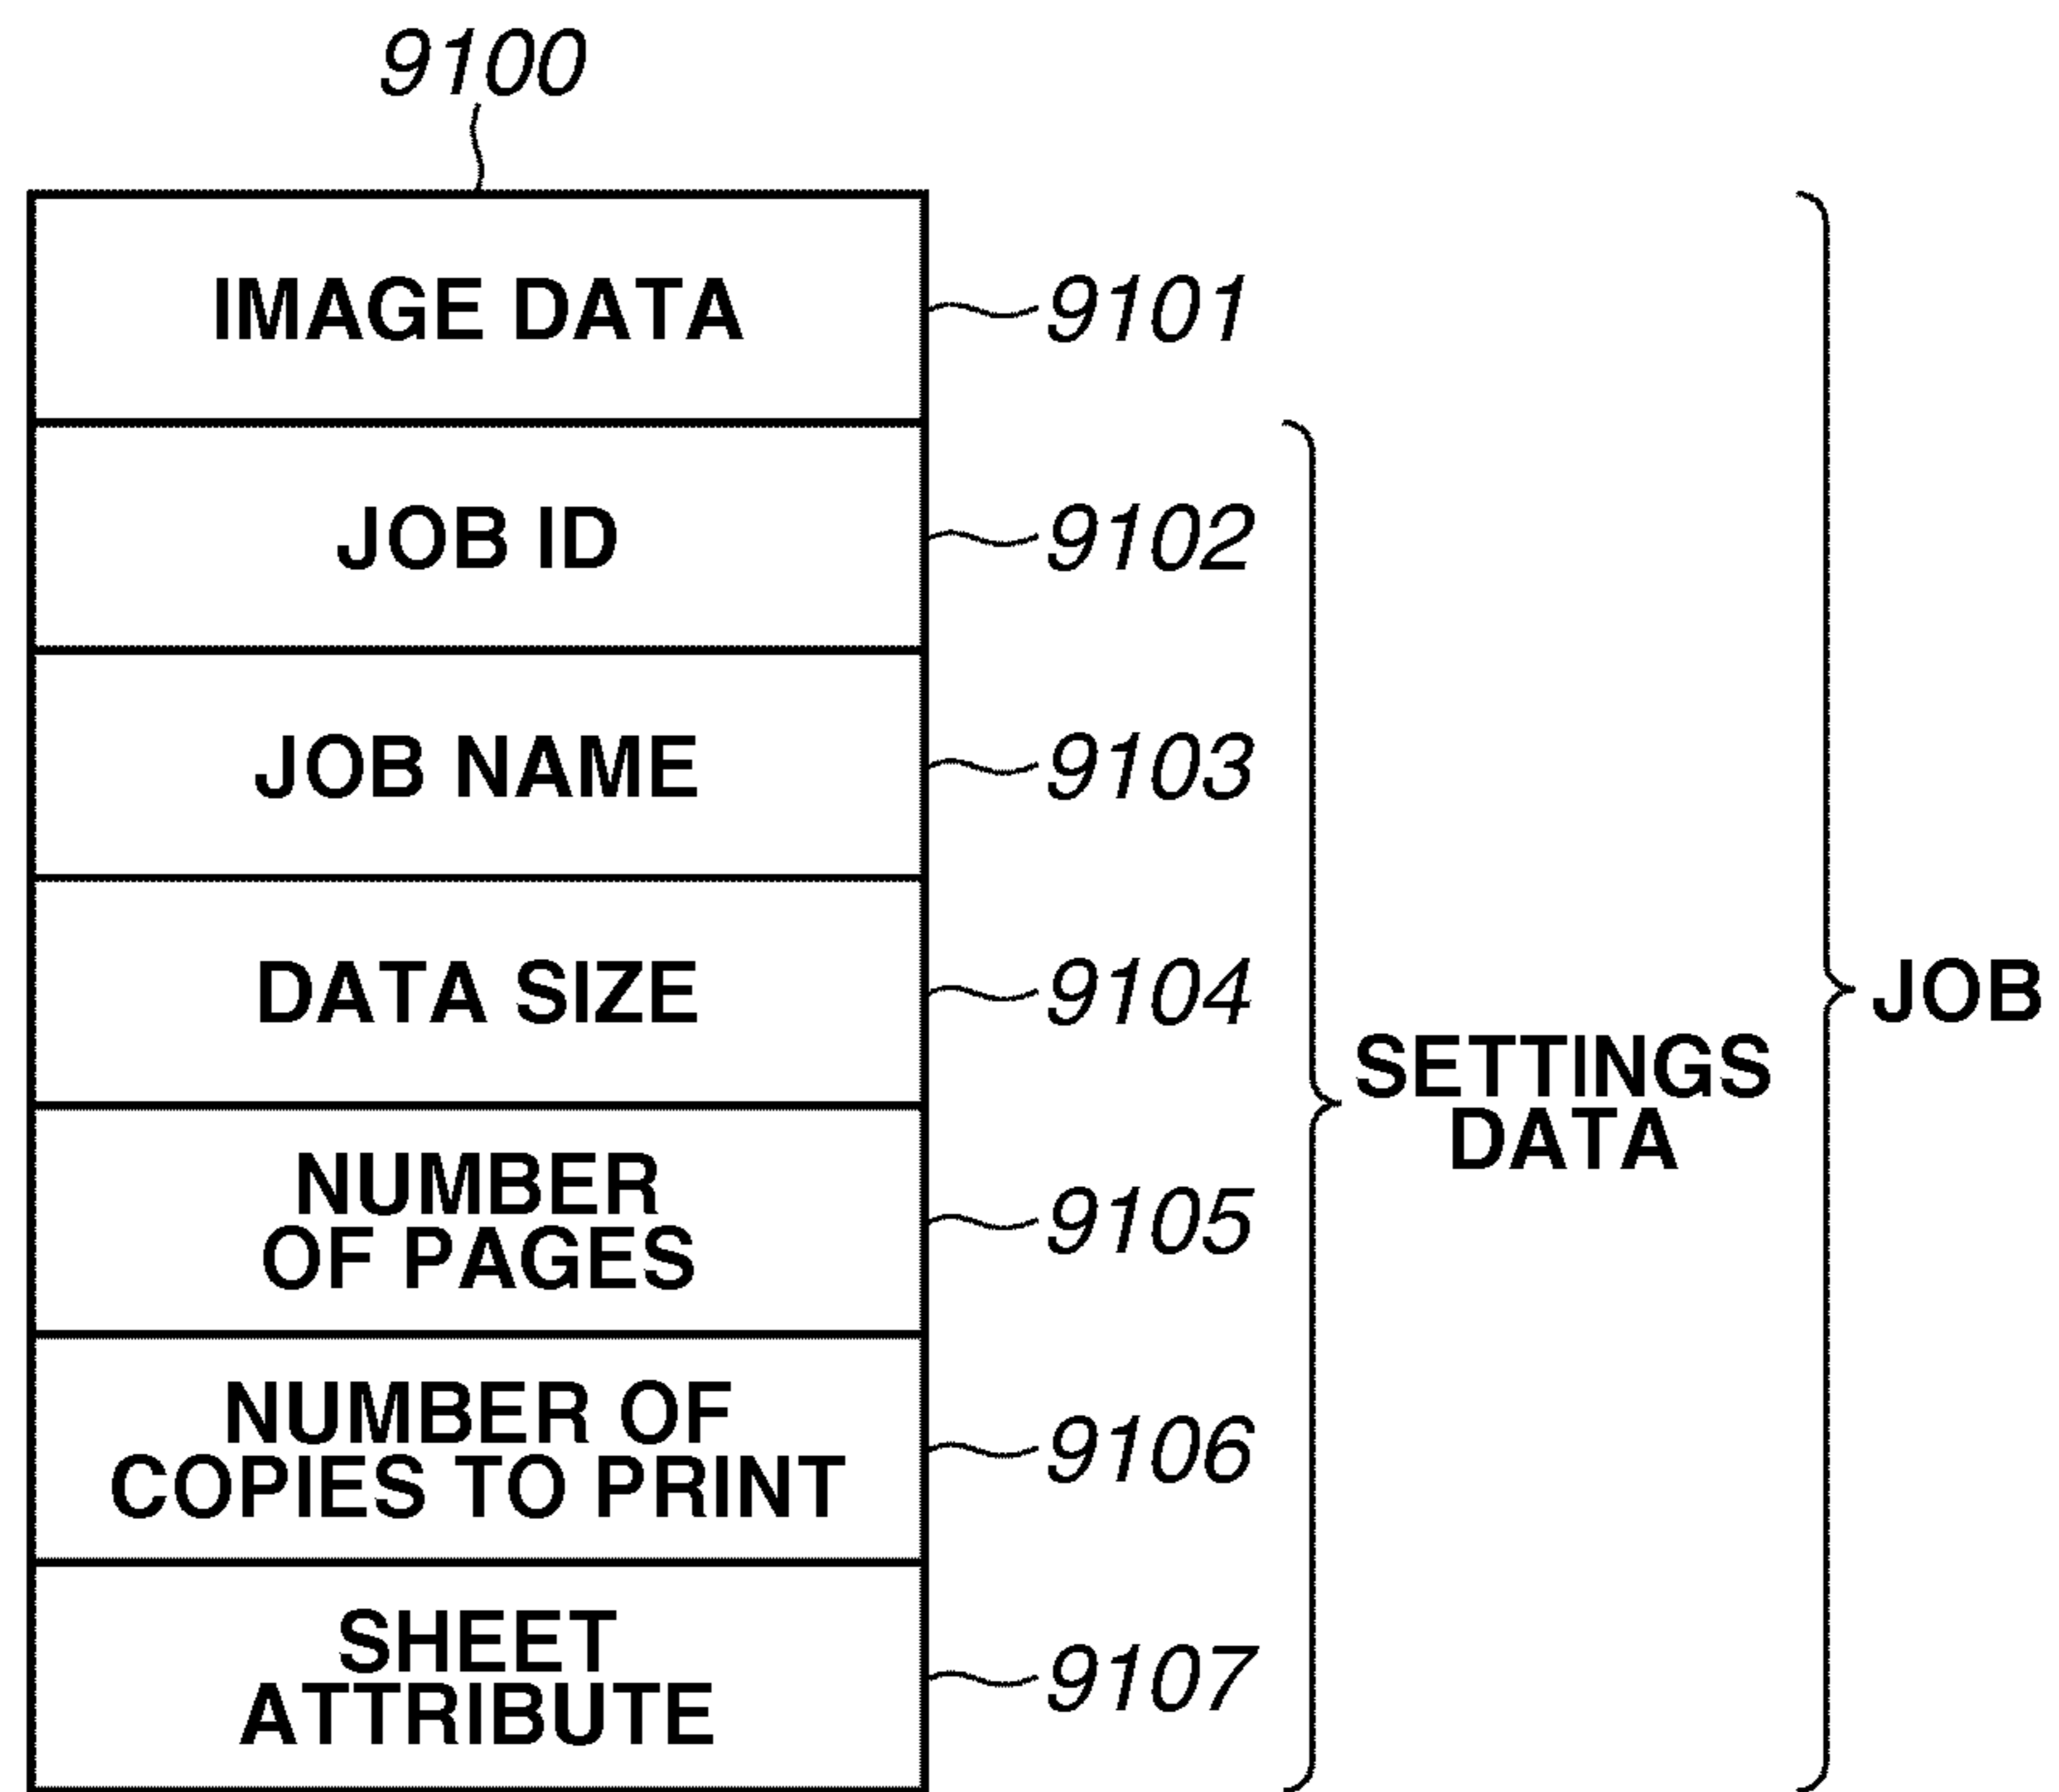 9100
IMAGE DATA
9101
JOB ID
9102
JOB NAME
9103
DATA SIZE
9104
NUMBER
OF PAGES
9105
NUMBER OF
COPIES TO PRINT
9106
SHEET
ATTRIBUTE
9107
SETTINGS
DATA
JOB